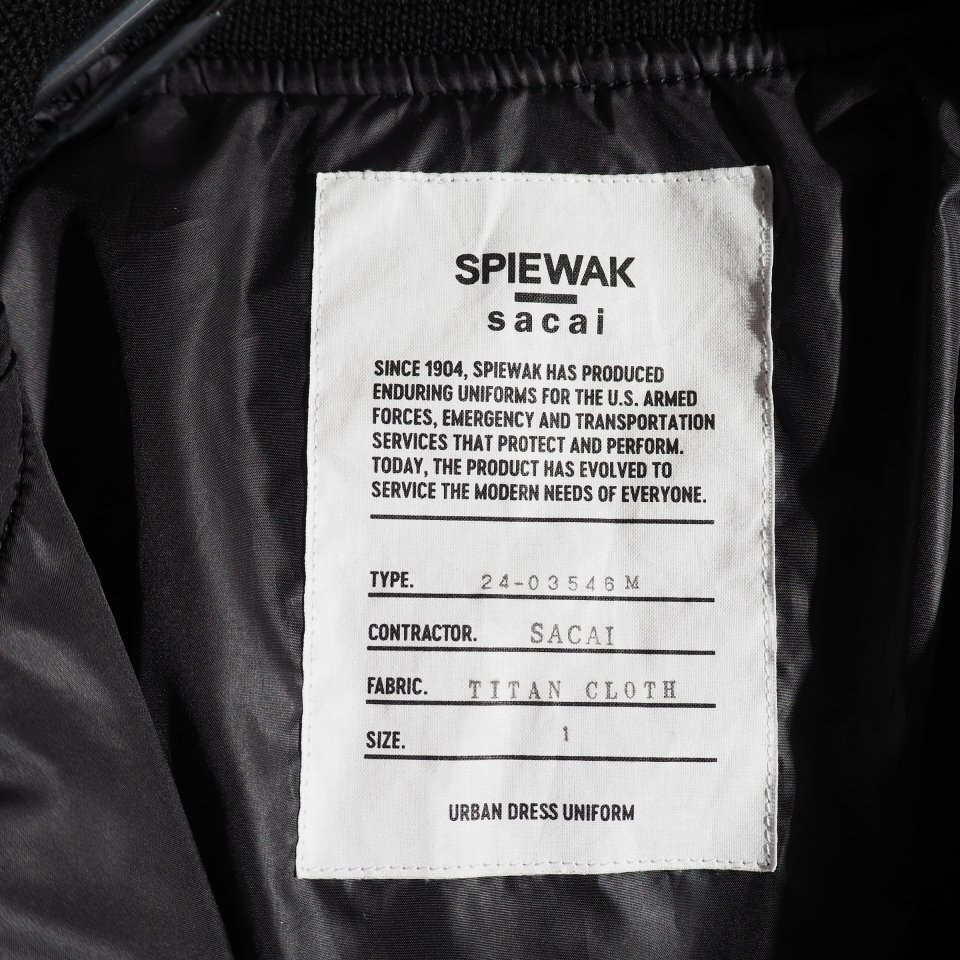 SPIEWAK
sacai
SINCE 1904, SPIEWAK HAS PRODUCED
ENDURING UNIFORMS FOR THE U.S. ARMED
FORCES, EMERGENCY AND TRANSPORTATION
SERVICES THAT PROTECT AND PERFORM.
TODAY, THE PRODUCT HAS EVOLVED TO
SERVICE THE MODERN NEEDS OF EVERYONE.
TYPE. 24-03546M
CONTRACTOR. SACAI
FABRIC. TITAN CLOTH
SIZE. 1
URBAN DRESS UNIFORM